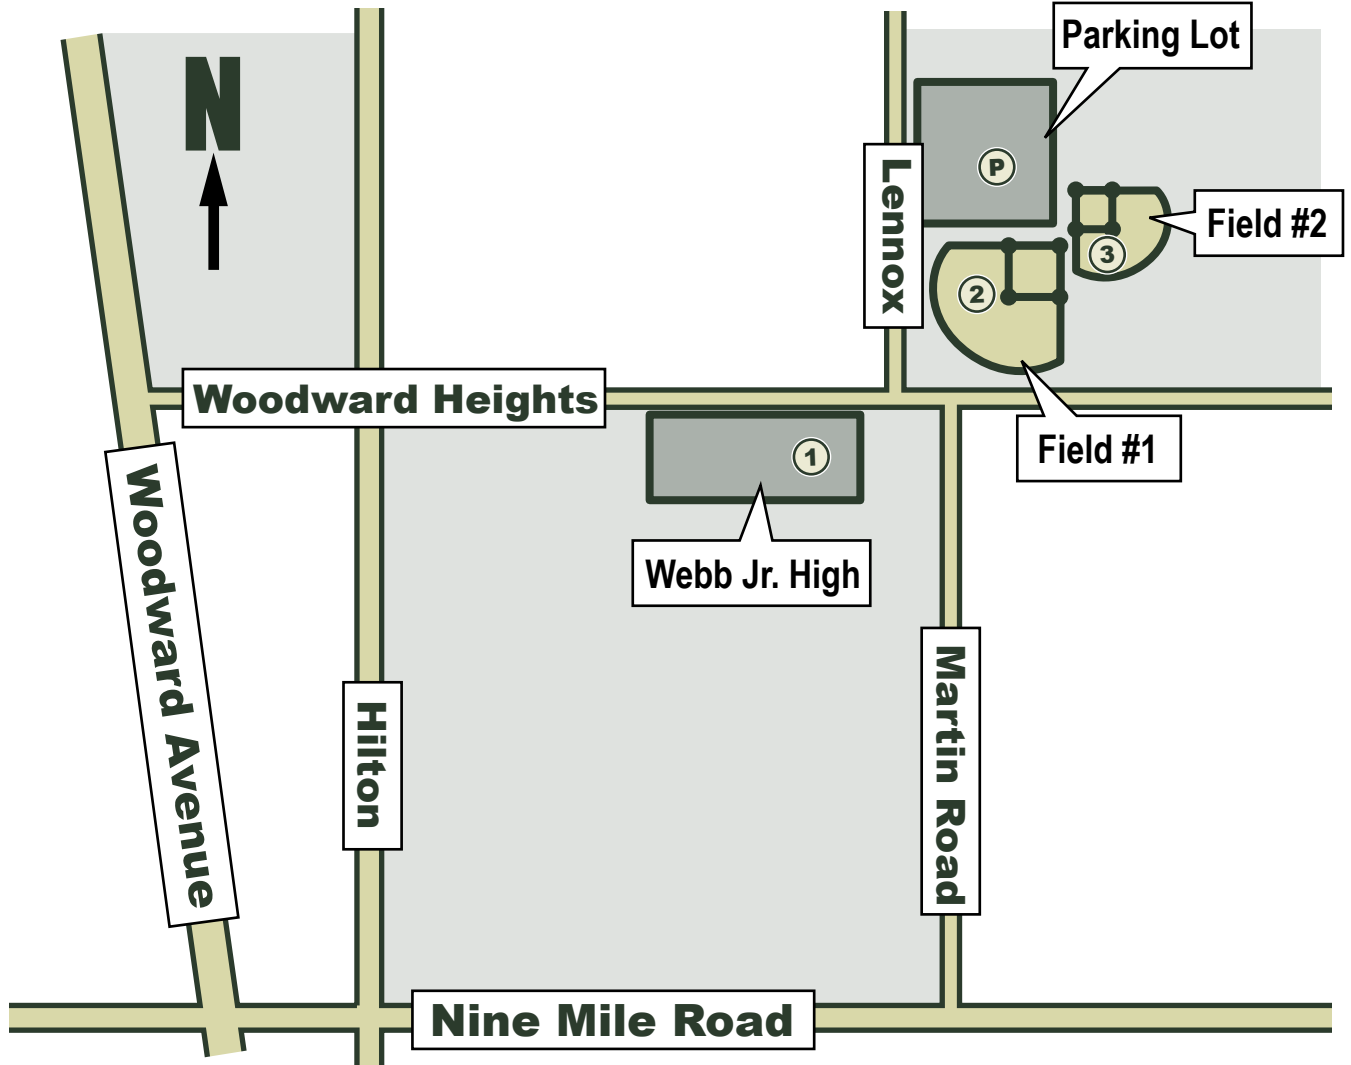 Parking Lot
N
P
Lennox
Field #2
3
2
Woodward Heights
Field #1
1
Webb Jr. High
Woodward Avenue
Hilton
Martin Road
Nine Mile Road